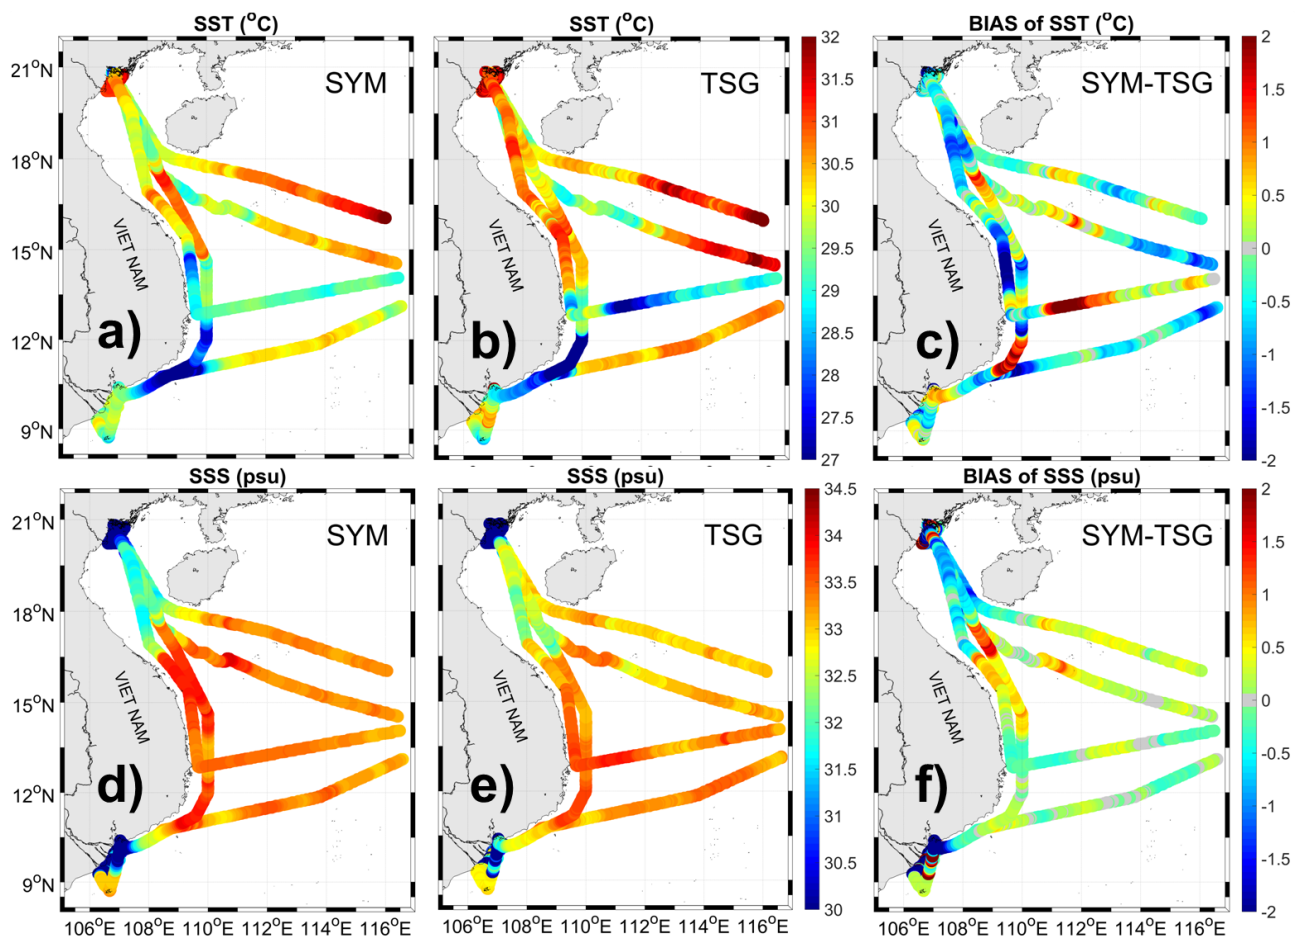 SST (°C)
SST (°C)
BIAS of SST (°C)
21°N
18°N
15°N
12°N
9°N
SYM
VIET NAM
a)
TSG
VIET NAM
b)
32
31.5
31
30.5
30
29.5
29
28.5
28
27.5
27
SYM-TSG
VIET NAM
c)
2
1.5
1
0.5
0
-0.5
-1
-1.5
-2
SSS (psu)
SSS (psu)
BIAS of SSS (psu)
21°N
18°N
15°N
12°N
9°N
SYM
VIET NAM
d)
TSG
VIET NAM
e)
34.5
34
33.5
33
32.5
32
31.5
31
30.5
30
SYM-TSG
VIET NAM
f)
2
1.5
1
0.5
0
-0.5
-1
-1.5
-2
106°E 108°E 110°E 112°E 114°E 116°E
106°E 108°E 110°E 112°E 114°E 116°E
106°E 108°E 110°E 112°E 114°E 116°E